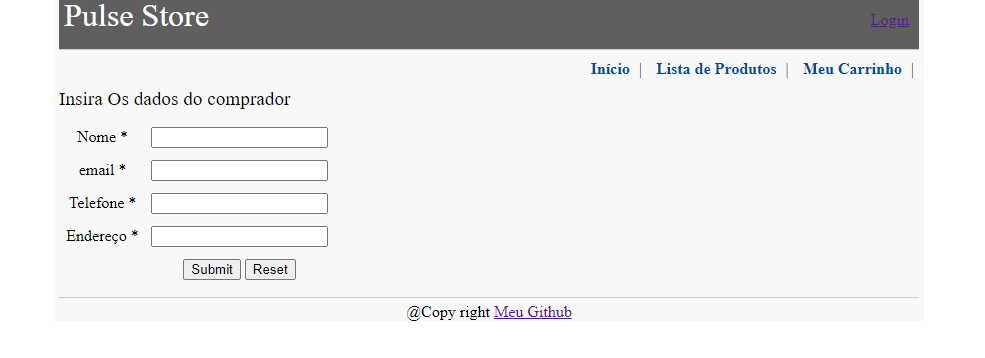 Pulse Store
Login
Início | Lista de Produtos | Meu Carrinho |
Insira Os dados do comprador
Nome *
email *
Telefone *
Endereço *
Submit Reset
@Copy right Meu Github